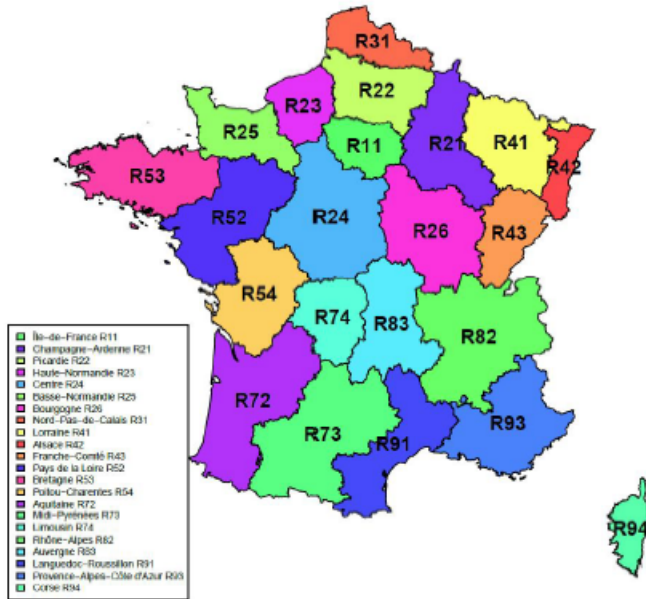 R31
R22
R23
R25
R11
R21
R41
R42
R53
R52
R24
R26
R43
R54
R74
R83
R82
R72
R73
R91
R93
R94
Île-de-France R11
Champagne-Ardenne R21
Picardie R22
Haute-Normandie R23
Centre R24
Basse-Normandie R25
Bourgogne R26
Nord-Pas-de-Calais R31
Lorraine R41
Alsace R42
Franche-Comté R43
Pays de la Loire R52
Bretagne R53
Poitou-Charentes R54
Aquitaine R72
Midi-Pyrénées R73
Limousin R74
Rhône-Alpes R82
Auvergne R83
Languedoc-Roussillon R91
Provence-Alpes-Côte d'Azur R93
Corse R94